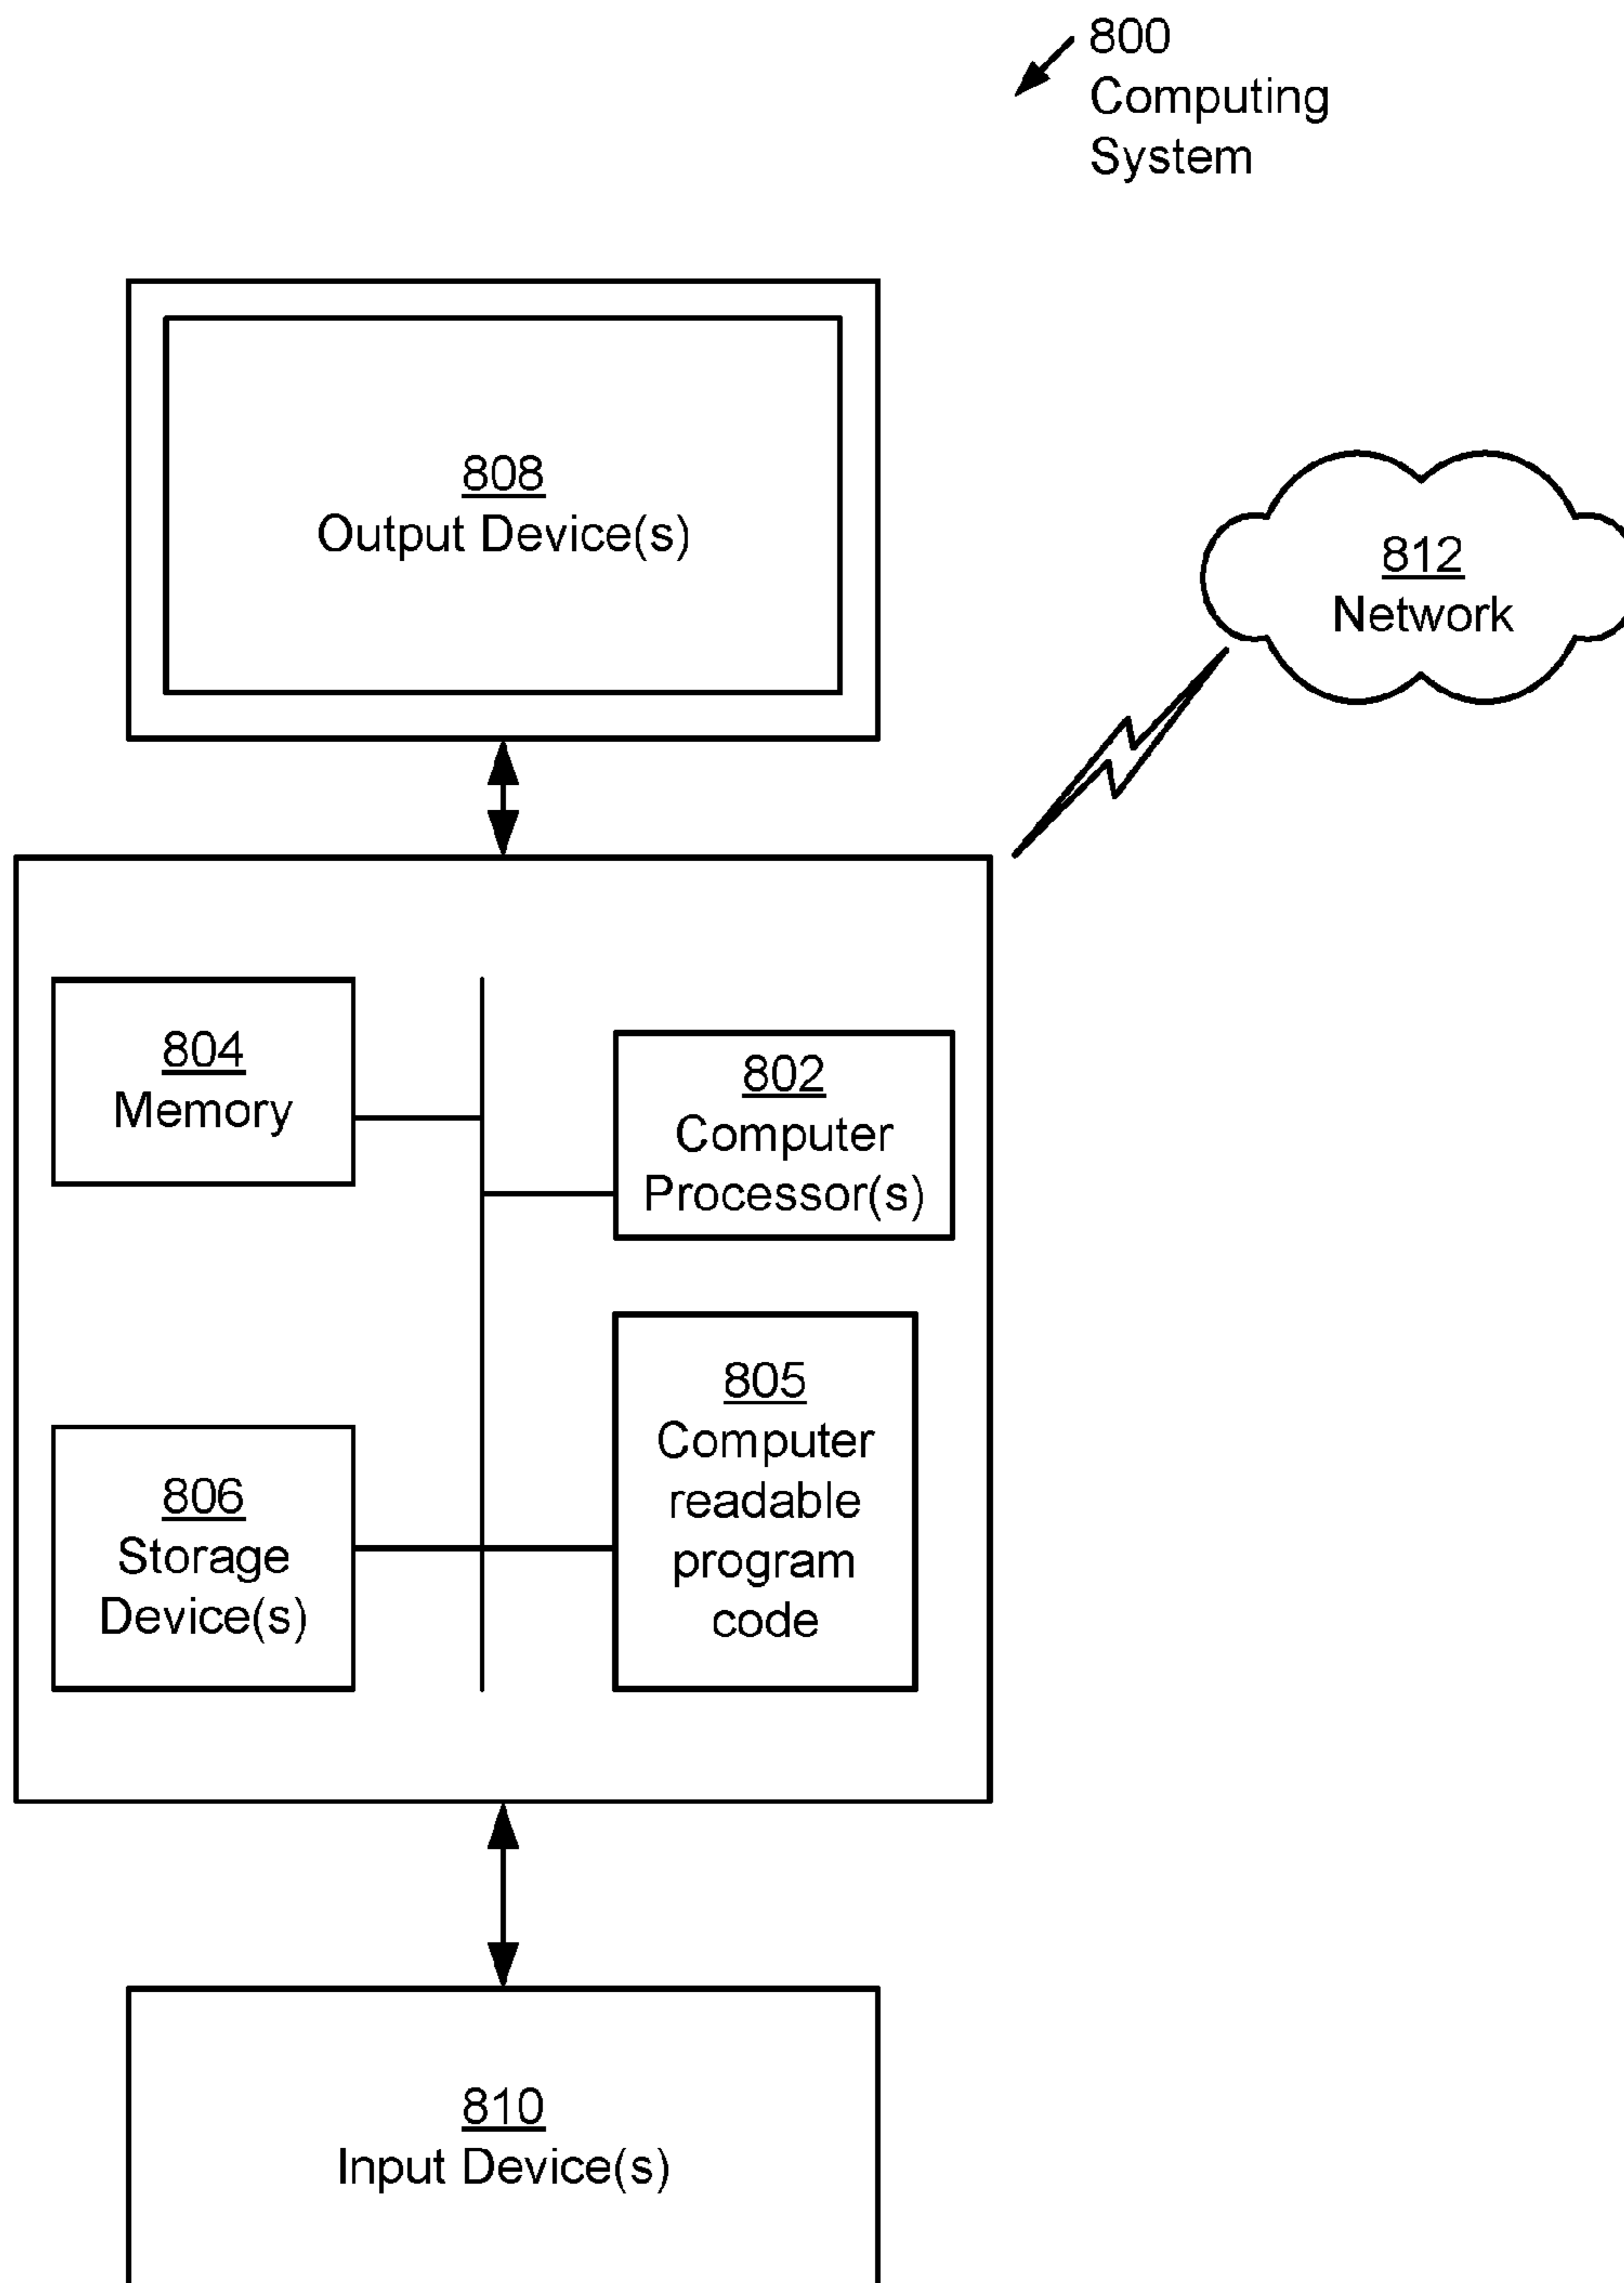 800
Computing
System
808
Output Device(s)
812
Network
804
Memory
802
Computer
Processor(s)
805
Computer
readable
program
code
806
Storage
Device(s)
810
Input Device(s)